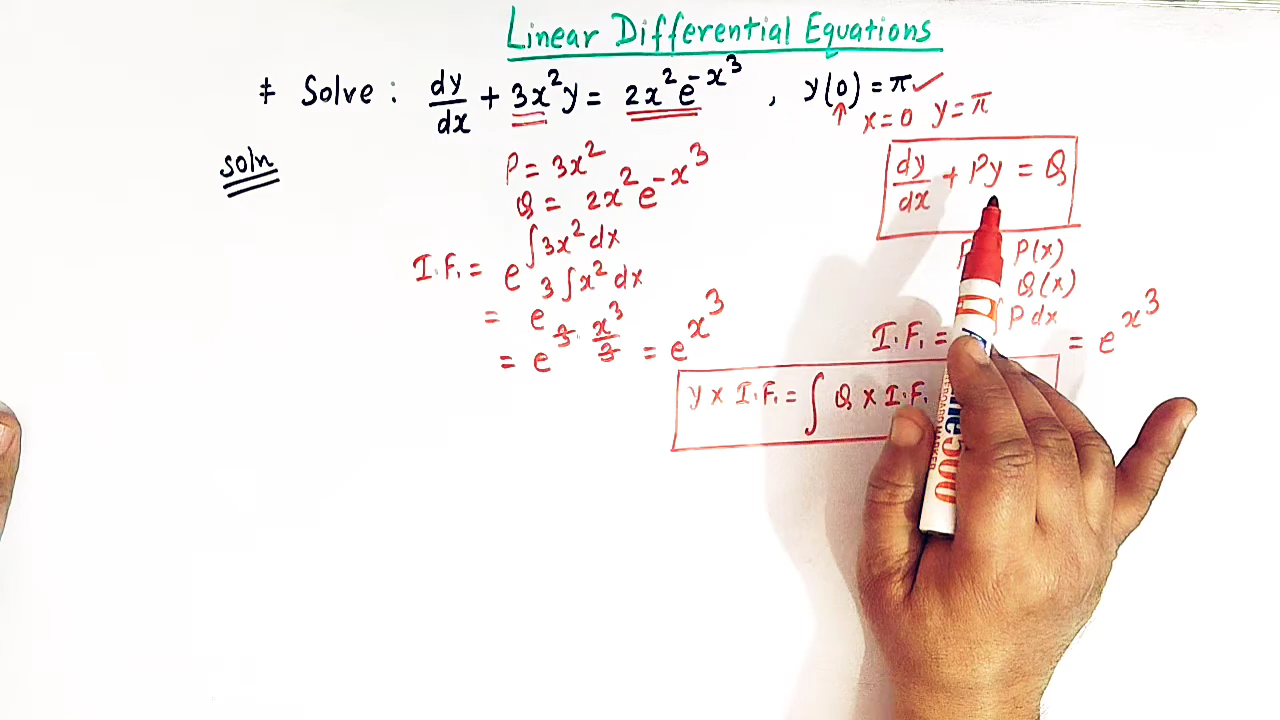 Linear Differential Equations
# Solve : dy/dx + 3x²y = 2x²e^-x³ , y(0) = π ✓
↑ x=0 y=π
soln
P = 3x²
Q = 2x²e^-x³
dy/dx + Py = Q
P(x)
Q(x)
I.F. = e^∫3x²dx
= e^3∫x²dx
= e^3·x³/3 = e^x³
I.F. = ∫Pdx = e^x³
y × I.F. = ∫ Q × I.F.